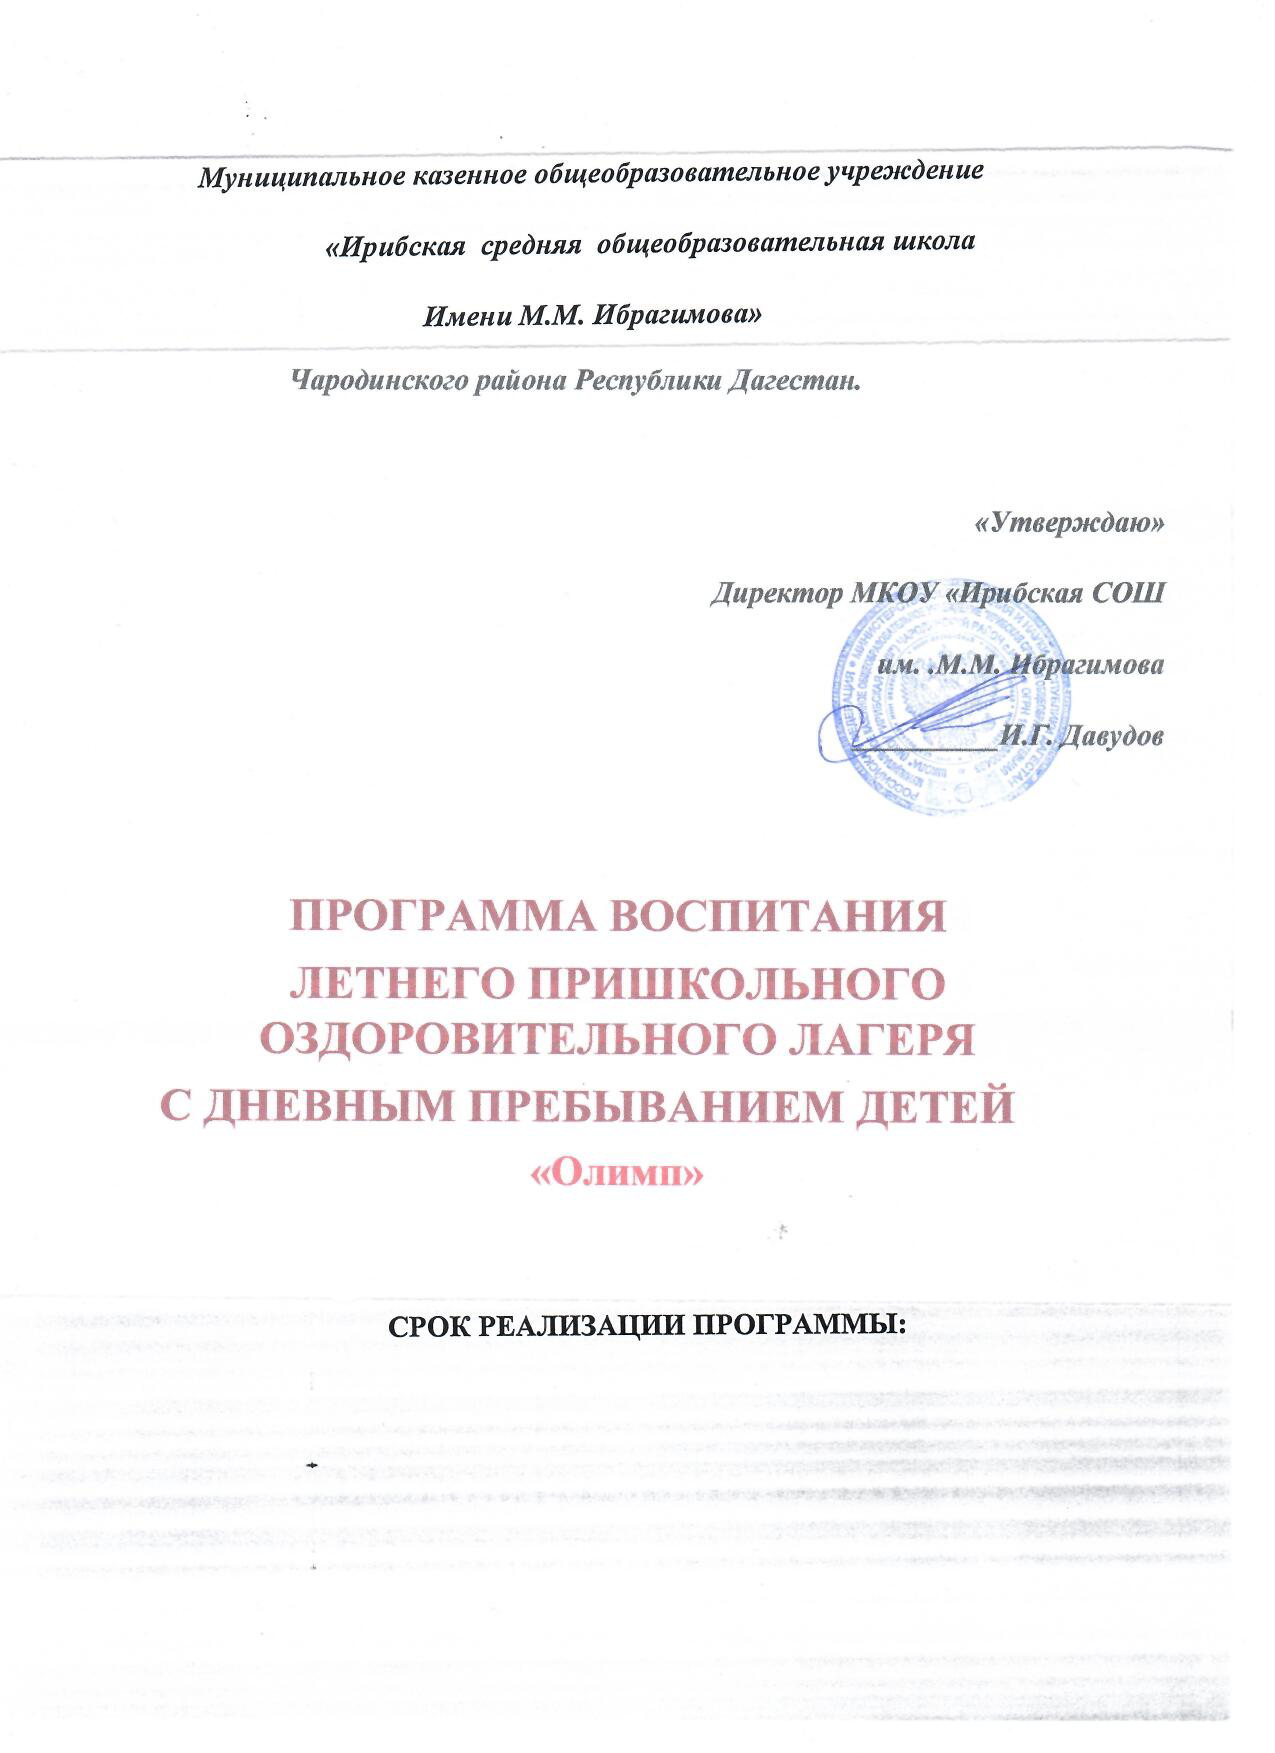 Муниципальное казенное общеобразовательное учреждение
«Ирибская средняя общеобразовательная школа
Имени М.М. Ибрагимова»
Чародинского района Республики Дагестан.
«Утверждаю»
Директор МКОУ «Ирибская СОШ
им. .М.М. Ибрагимова
__________И.Г. Давудов
ПРОГРАММА ВОСПИТАНИЯ
ЛЕТНЕГО ПРИШКОЛЬНОГО
ОЗДОРОВИТЕЛЬНОГО ЛАГЕРЯ
С ДНЕВНЫМ ПРЕБЫВАНИЕМ ДЕТЕЙ
«Олимп»
СРОК РЕАЛИЗАЦИИ ПРОГРАММЫ: